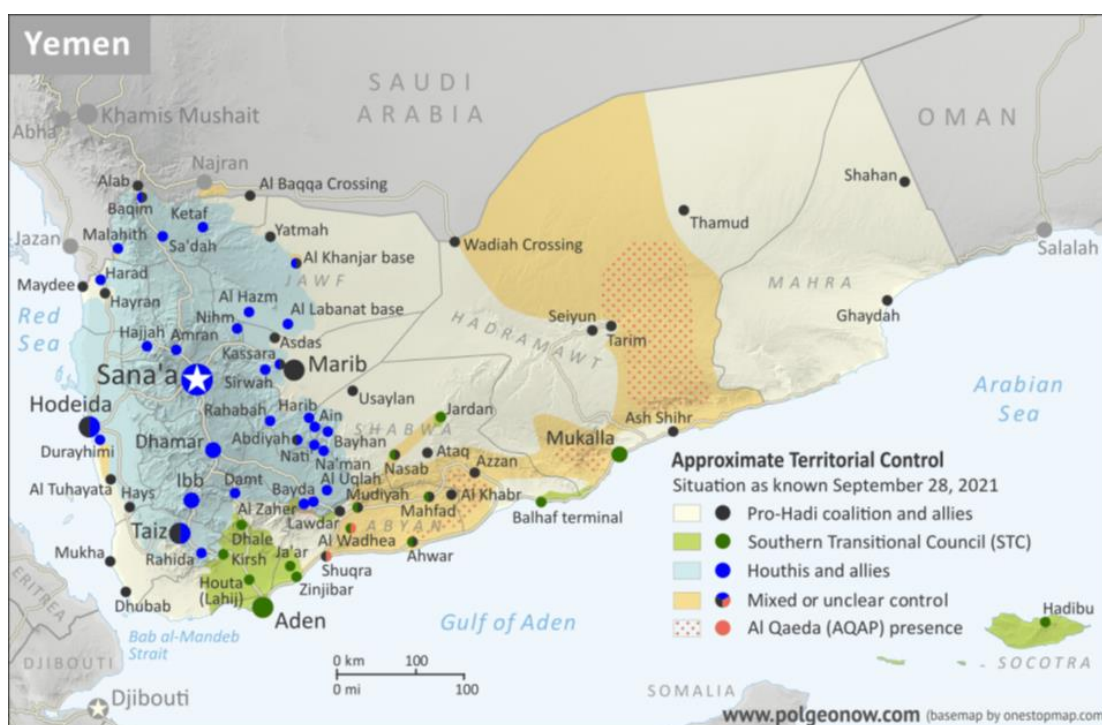 Yemen
SAUDI
ARABIA
OMAN
Khamis Mushait
Abha
Najran
Jazan
Alab
Al Baqqa Crossing
Baqim
Ketaf
Malahith
Sa'dah
Yatmah
Wadiah Crossing
Thamud
Shahan
Salalah
Al Khanjar base
JAWF
Harad
Maydee
Hayran
Al Hazm
Al Labanat base
MAHRA
Ghaydah
Red
Sea
Nihm
Hajjah
Amran
Asdas
HADRAMAWT
Seiyun
Tarim
Kassara
Marib
Sana'a
Sirwah
Usaylan
Arabian
Sea
Hodeida
Rahabah
Harib
Ain
Jardan
Ash Shihr
Durayhimi
Dhamar
Abdiyah
Bayhan
SHABWA
Mukalla
Nati
Na'man
Ataq
Nasab
Azzan
Al Tuhayata
Hays
Ibb
Damt
Bayda
Al Uqlah
Mudiyah
Al Khabr
Mahfad
Balhaf terminal
Al Zaher
Lawdar
ABYAN
Taiz
Dhale
Al Wadhea
Ahwar
Mukha
Rahida
Kirsh
Ja'ar
Shuqra
Houta
(Lahij)
Zinjibar
Dhubab
Aden
Gulf of Aden
Bab al-Mandeb
Strait
ERITREA
DJIBOUTI
Djibouti
0 km 100
0 mi 100
SOMALIA
Approximate Territorial Control
Situation as known September 28, 2021
Pro-Hadi coalition and allies
Southern Transitional Council (STC)
Houthis and allies
Mixed or unclear control
Al Qaeda (AQAP) presence
Hadibu
SOCOTRA
www.polgeonow.com (basemap by onestopmap.com)